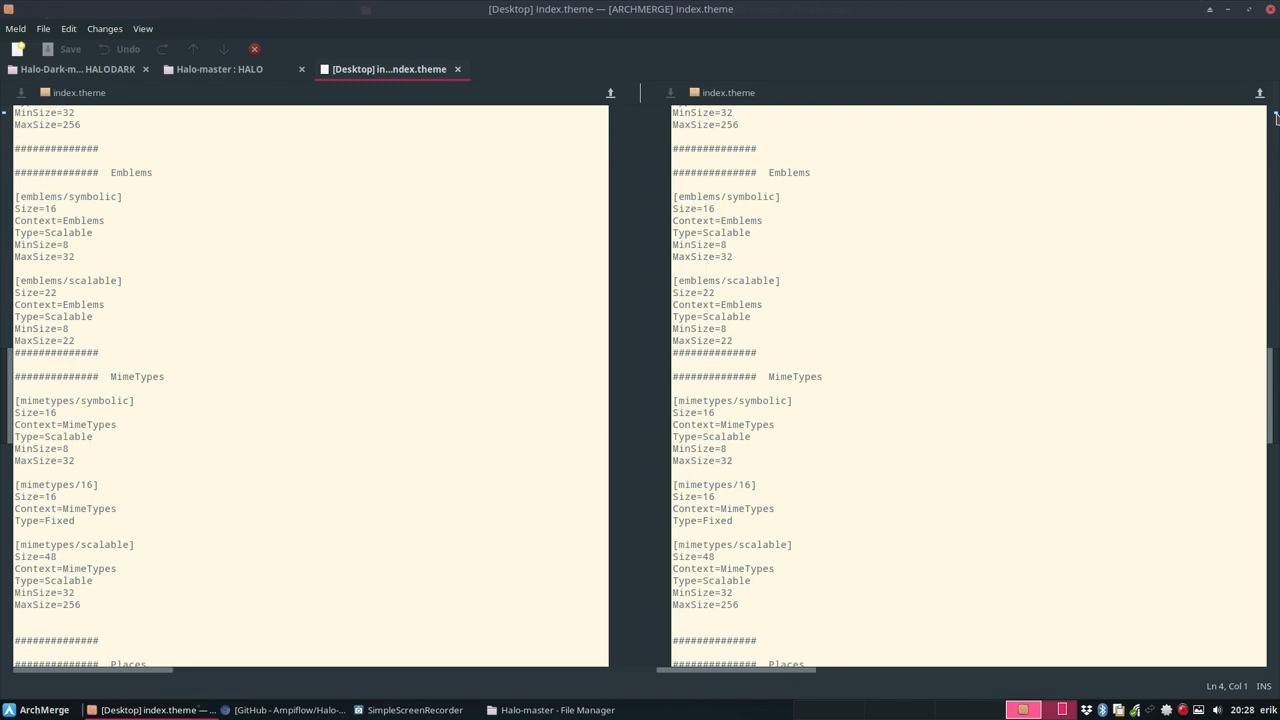 [Desktop] index.theme — [ARCHMERGE] index.theme
Meld File Edit Changes View
Save Undo
Halo-Dark-m... HALODARK
Halo-master : HALO
[Desktop] in...ndex.theme
index.theme
index.theme
MinSize=32
MaxSize=256
##############
############## Emblems
[emblems/symbolic]
Size=16
Context=Emblems
Type=Scalable
MinSize=8
MaxSize=32
[emblems/scalable]
Size=22
Context=Emblems
Type=Scalable
MinSize=8
MaxSize=22
##############
############## MimeTypes
[mimetypes/symbolic]
Size=16
Context=MimeTypes
Type=Scalable
MinSize=8
MaxSize=32
[mimetypes/16]
Size=16
Context=MimeTypes
Type=Fixed
[mimetypes/scalable]
Size=48
Context=MimeTypes
Type=Scalable
MinSize=32
MaxSize=256
##############
############## Places
MinSize=32
MaxSize=256
##############
############## Emblems
[emblems/symbolic]
Size=16
Context=Emblems
Type=Scalable
MinSize=8
MaxSize=32
[emblems/scalable]
Size=22
Context=Emblems
Type=Scalable
MinSize=8
MaxSize=22
##############
############## MimeTypes
[mimetypes/symbolic]
Size=16
Context=MimeTypes
Type=Scalable
MinSize=8
MaxSize=32
[mimetypes/16]
Size=16
Context=MimeTypes
Type=Fixed
[mimetypes/scalable]
Size=48
Context=MimeTypes
Type=Scalable
MinSize=32
MaxSize=256
##############
############## Places
Ln 4, Col 1 INS
ArchMerge
[Desktop] index.theme — ...
[GitHub - Ampiflow/Halo-...
SimpleScreenRecorder
Halo-master - File Manager
20:28 erik